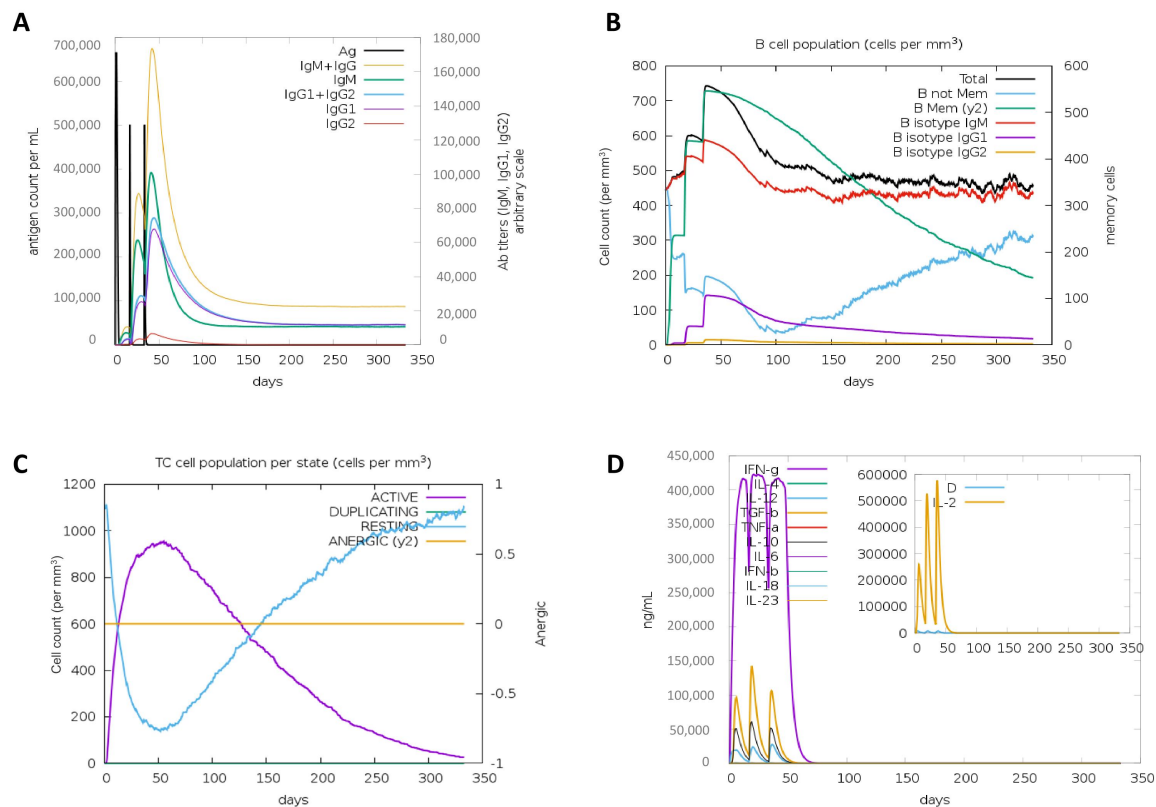 A
700,000
600,000
500,000
400,000
300,000
200,000
100,000
0
antigen count per mL
180,000
160,000
140,000
120,000
100,000
80,000
60,000
40,000
20,000
0
Ab titers (IgM, IgG1, IgG2)
arbitrary scale
Ag
IgM+IgG
IgM
IgG1+IgG2
IgG1
IgG2
0 50 100 150 200 250 300 350
days
B
B cell population (cells per mm³)
800
700
600
500
400
300
200
100
0
Cell count (per mm³)
600
500
400
300
200
100
0
memory cells
Total
B not Mem
B Mem (y2)
B isotype IgM
B isotype IgG1
B isotype IgG2
0 50 100 150 200 250 300 350
days
C
TC cell population per state (cells per mm³)
1200
1000
800
600
400
200
0
Cell count (per mm³)
1
0.5
0
-0.5
-1
Anergic
ACTIVE
DUPLICATING
RESTING
ANERGIC (y2)
0 50 100 150 200 250 300 350
days
D
450,000
400,000
350,000
300,000
250,000
200,000
150,000
100,000
50,000
0
ng/mL
IFN-g
IL-4
IL-12
TGF-b
TNF-a
IL-10
IL-6
IFN-b
IL-18
IL-23
0 50 100 150 200 250 300 350
days
600000
500000
400000
300000
200000
100000
0
D
IL-2
0 50 100 150 200 250 300 350